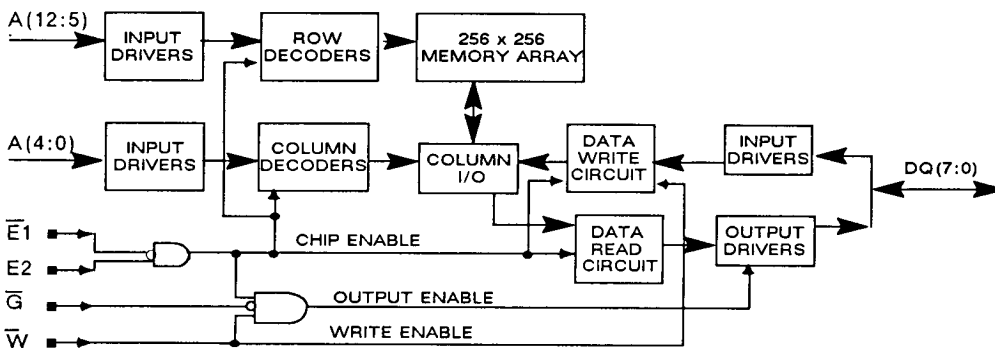 A(12:5)
INPUT
DRIVERS
ROW
DECODERS
256 x 256
MEMORY ARRAY
A(4:0)
INPUT
DRIVERS
COLUMN
DECODERS
COLUMN
I/O
DATA
WRITE
CIRCUIT
INPUT
DRIVERS
DQ(7:0)
E̅1
E2
G̅
W̅
CHIP ENABLE
DATA
READ
CIRCUIT
OUTPUT
DRIVERS
OUTPUT ENABLE
WRITE ENABLE